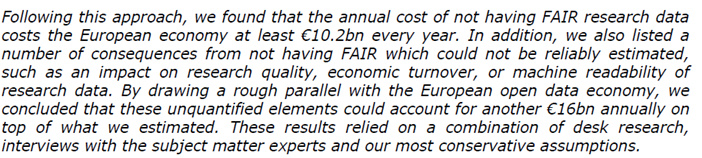 Following this approach, we found that the annual cost of not having FAIR research data
costs the European economy at least €10.2bn every year. In addition, we also listed a
number of consequences from not having FAIR which could not be reliably estimated,
such as an impact on research quality, economic turnover, or machine readability of
research data. By drawing a rough parallel with the European open data economy, we
concluded that these unquantified elements could account for another €16bn annually on
top of what we estimated. These results relied on a combination of desk research,
interviews with the subject matter experts and our most conservative assumptions.